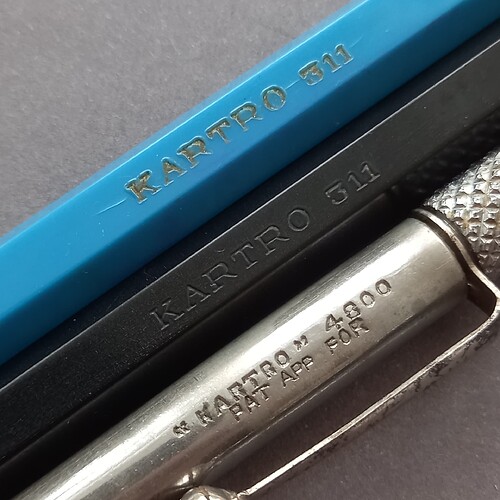 KARTRO 311
KARTRO 311
"KARTRO" 4800
PAT APP FOR